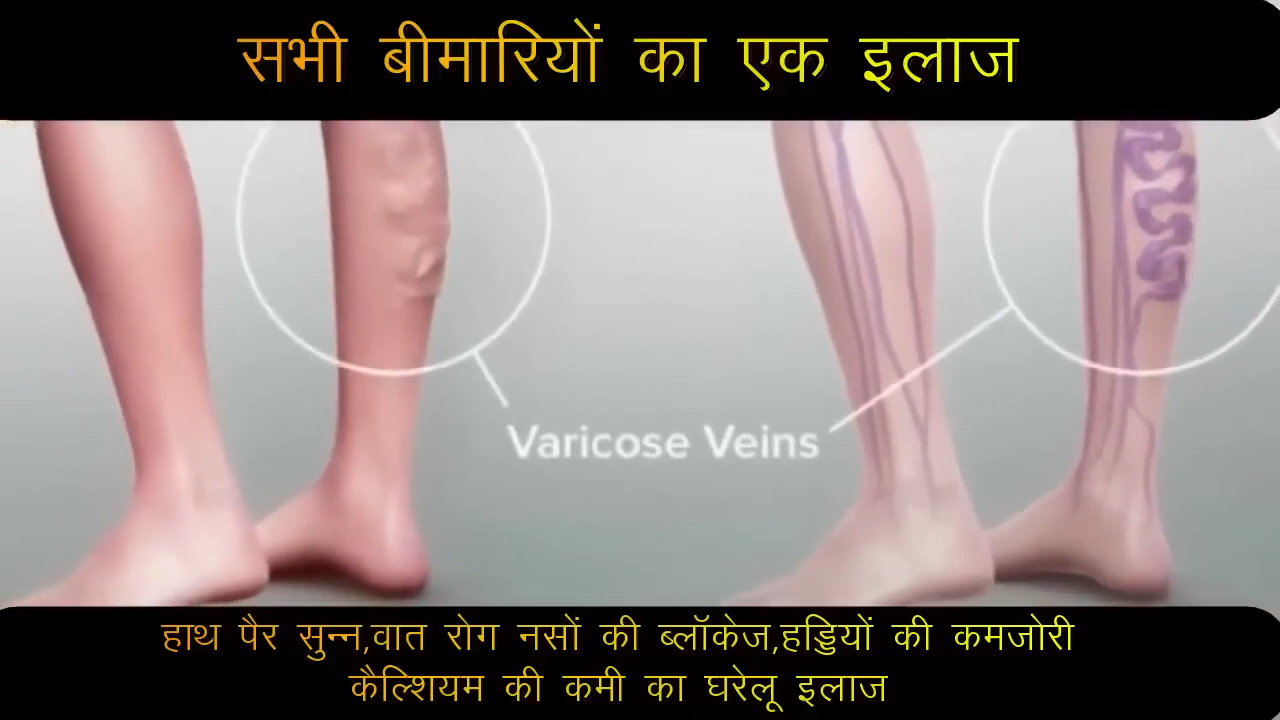 सभी बीमारियों का एक इलाज
Varicose Veins
हाथ पैर सुन्न,वात रोग नसों की ब्लॉकेज,हड्डियों की कमजोरी
कैल्शियम की कमी का घरेलू इलाज